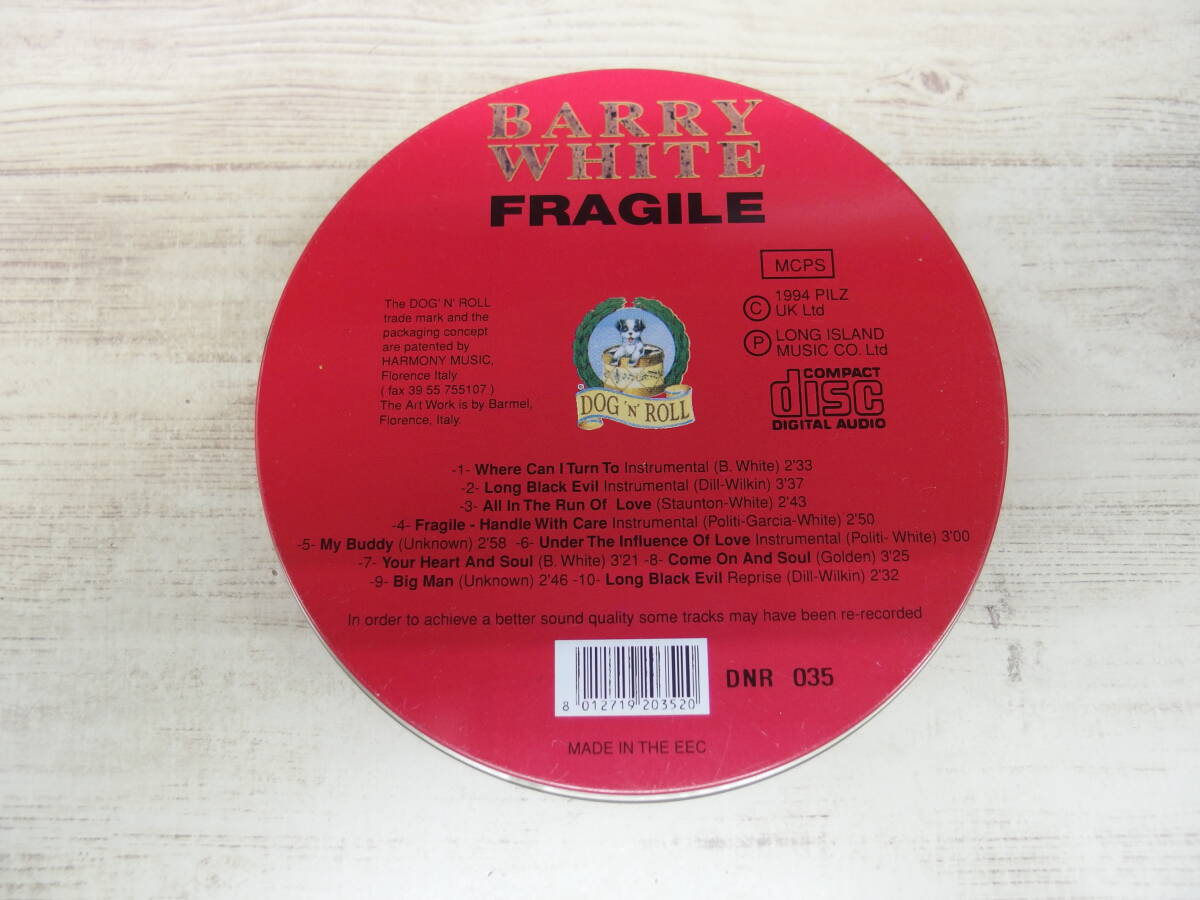 BARRY
WHITE
FRAGILE
MCPS
The DOG' N' ROLL
trade mark and the
packaging concept
are patented by
HARMONY MUSIC,
Florence Italy
( fax 39 55 755107 )
The Art Work is by Barmel,
Florence, Italy.
® DOG 'N' ROLL
© 1994 PILZ
UK Ltd
℗ LONG ISLAND
MUSIC CO. Ltd
COMPACT
disc
DIGITAL AUDIO
-1- Where Can I Turn To Instrumental (B. White) 2'33
-2- Long Black Evil Instrumental (Dill-Wilkin) 3'37
-3- All In The Run Of Love (Staunton-White) 2'43
-4- Fragile - Handle With Care Instrumental (Politi-Garcia-White) 2'50
-5- My Buddy (Unknown) 2'58 -6- Under The Influence Of Love Instrumental (Politi- White) 3'00
-7- Your Heart And Soul (B. White) 3'21 -8- Come On And Soul (Golden) 3'25
-9- Big Man (Unknown) 2'46 -10- Long Black Evil Reprise (Dill-Wilkin) 2'32
In order to achieve a better sound quality some tracks may have been re-recorded
8 012719 203520
DNR 035
MADE IN THE EEC